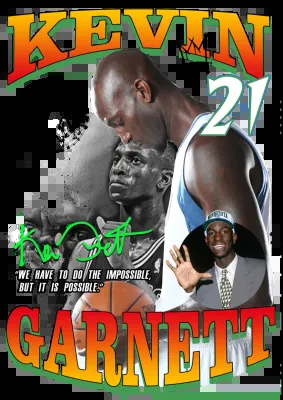 KEVIN
21
"WE HAVE TO DO THE IMPOSSIBLE,
BUT IT IS POSSIBLE."
GARNETT